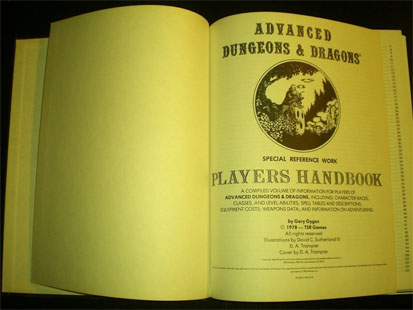 ADVANCED
DUNGEONS & DRAGONS®
SPECIAL REFERENCE WORK
PLAYERS HANDBOOK
A COMPILED VOLUME OF INFORMATION FOR PLAYERS OF
ADVANCED DUNGEONS & DRAGONS, INCLUDING: CHARACTER RACES,
CLASSES, AND LEVEL ABILITIES; SPELL TABLES AND DESCRIPTIONS;
EQUIPMENT COSTS; WEAPONS DATA; AND INFORMATION ON ADVENTURING.
by Gary Gygax
© 1978 — TSR Games
All rights reserved
Illustrations by David C. Sutherland III
D. A. Trampier
Cover by D. A. Trampier